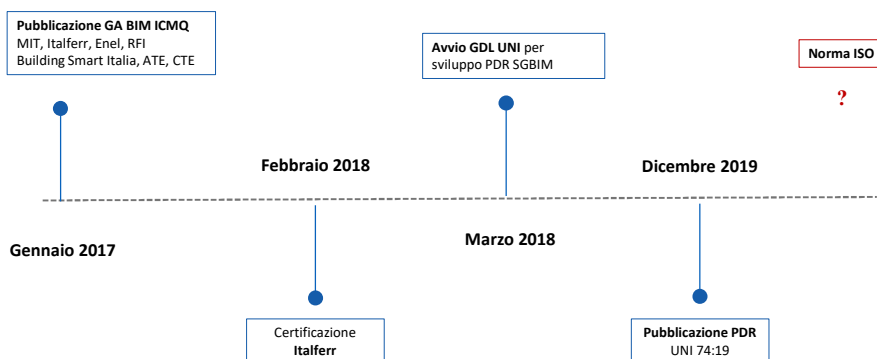 Pubblicazione GA BIM ICMQ
MIT, Italferr, Enel, RFI
Building Smart Italia, ATE, CTE
Avvio GDL UNI per
sviluppo PDR SGBIM
Norma ISO
?
Febbraio 2018
Dicembre 2019
Gennaio 2017
Marzo 2018
Certificazione
Italferr
Pubblicazione PDR
UNI 74:19